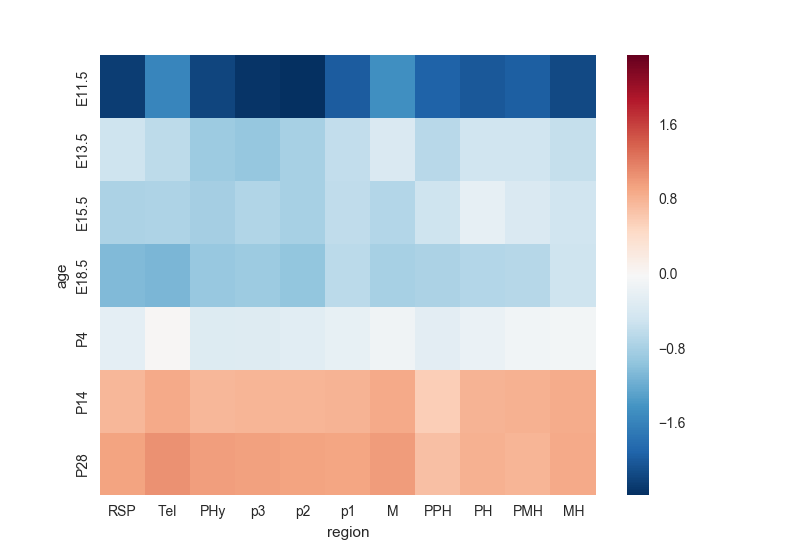 E11.5
E13.5
E15.5
E18.5
P4
P14
P28
age
RSP Tel PHy p3 p2 p1 M PPH PH PMH MH
region
1.6
0.8
0.0
−0.8
−1.6